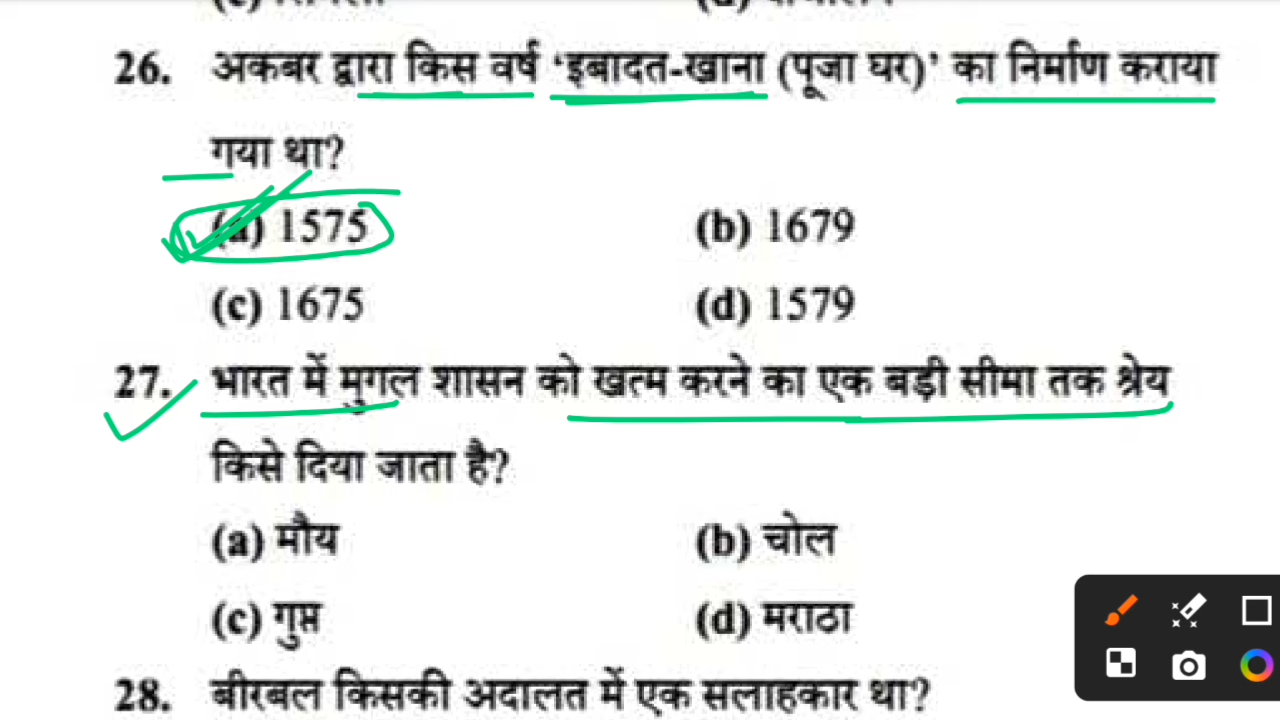 26. अकबर द्वारा किस वर्ष 'इबादत-खाना (पूजा घर)' का निर्माण कराया
गया था?
(a) 1575 (b) 1679
(c) 1675 (d) 1579
27. भारत में मुगल शासन को खत्म करने का एक बड़ी सीमा तक श्रेय
किसे दिया जाता है?
(a) मौय (b) चोल
(c) गुप्त (d) मराठा
28. बीरबल किसकी अदालत में एक सलाहकार था?